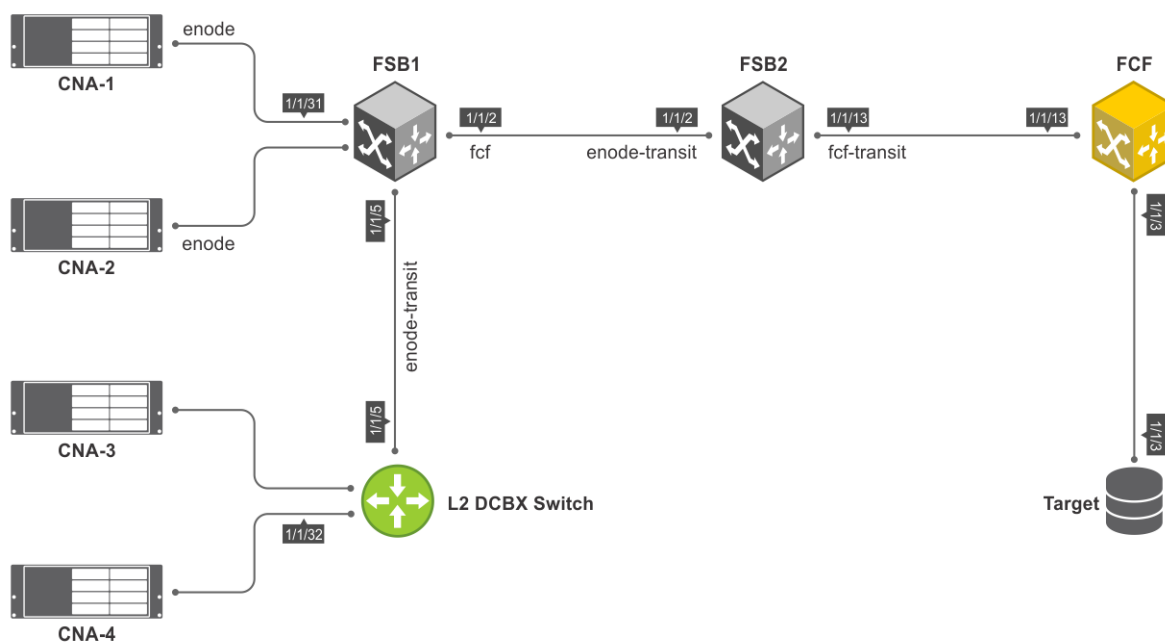 enode
CNA-1
FSB1
FSB2
FCF
1/1/31
1/1/2
1/1/2
1/1/13
1/1/13
fcf
enode-transit
fcf-transit
enode
CNA-2
1/1/5
1/1/3
enode-transit
1/1/5
1/1/3
CNA-3
L2 DCBX Switch
Target
1/1/32
CNA-4